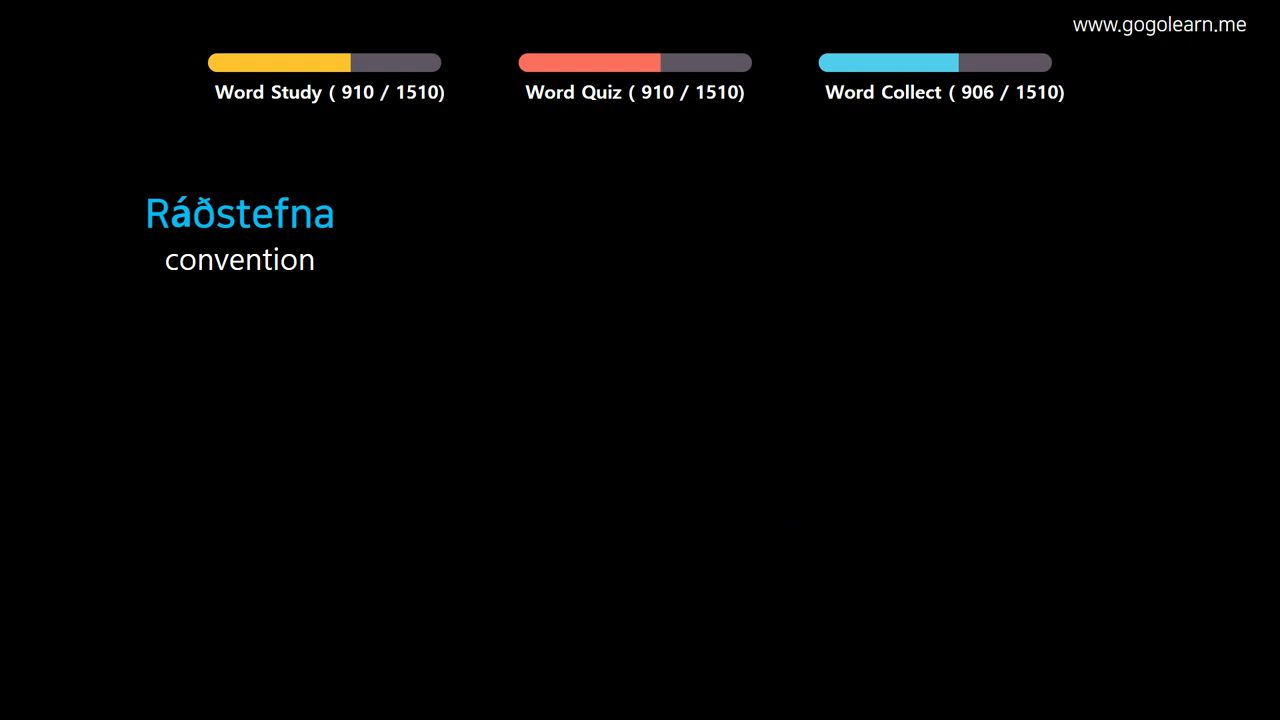 www.gogolearn.me
Word Study ( 910 / 1510)
Word Quiz ( 910 / 1510)
Word Collect ( 906 / 1510)
Ráðstefna
convention